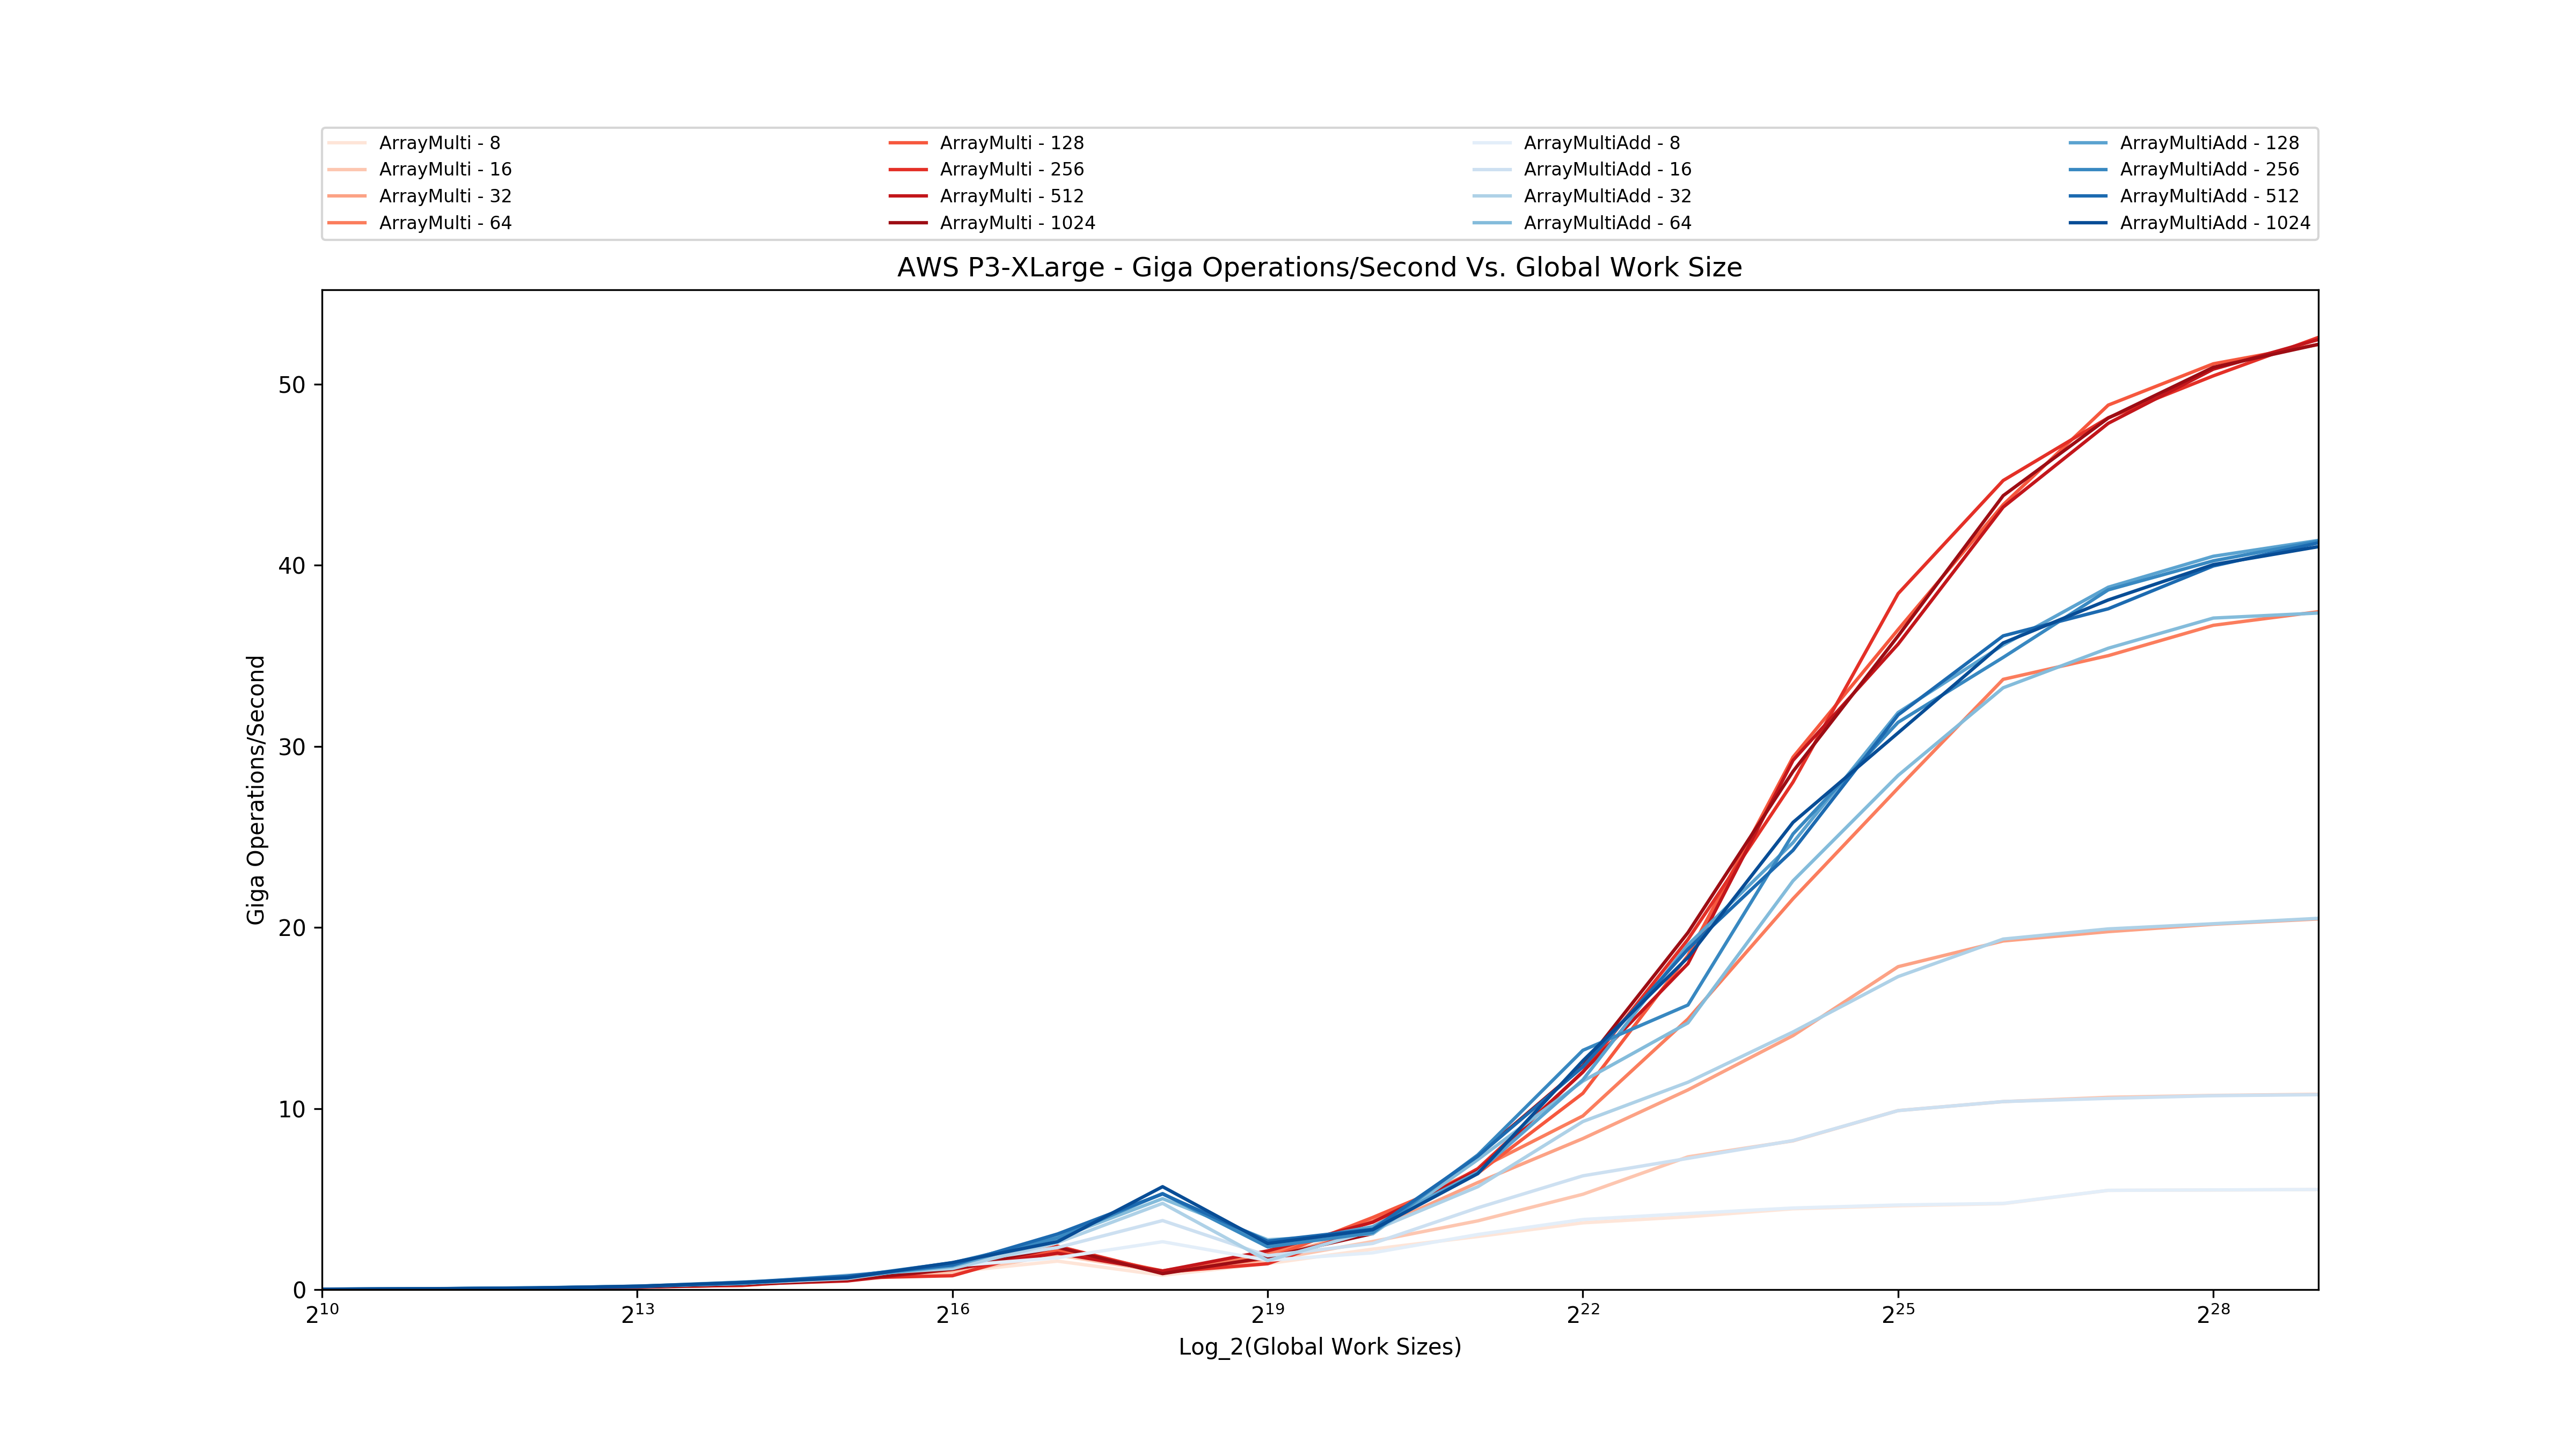 ArrayMulti - 8
ArrayMulti - 16
ArrayMulti - 32
ArrayMulti - 64
ArrayMulti - 128
ArrayMulti - 256
ArrayMulti - 512
ArrayMulti - 1024
ArrayMultiAdd - 8
ArrayMultiAdd - 16
ArrayMultiAdd - 32
ArrayMultiAdd - 64
ArrayMultiAdd - 128
ArrayMultiAdd - 256
ArrayMultiAdd - 512
ArrayMultiAdd - 1024
AWS P3-XLarge - Giga Operations/Second Vs. Global Work Size
Giga Operations/Second
50
40
30
20
10
0
2¹⁰ 2¹³ 2¹⁶ 2¹⁹ 2²² 2²⁵ 2²⁸
Log_2(Global Work Sizes)